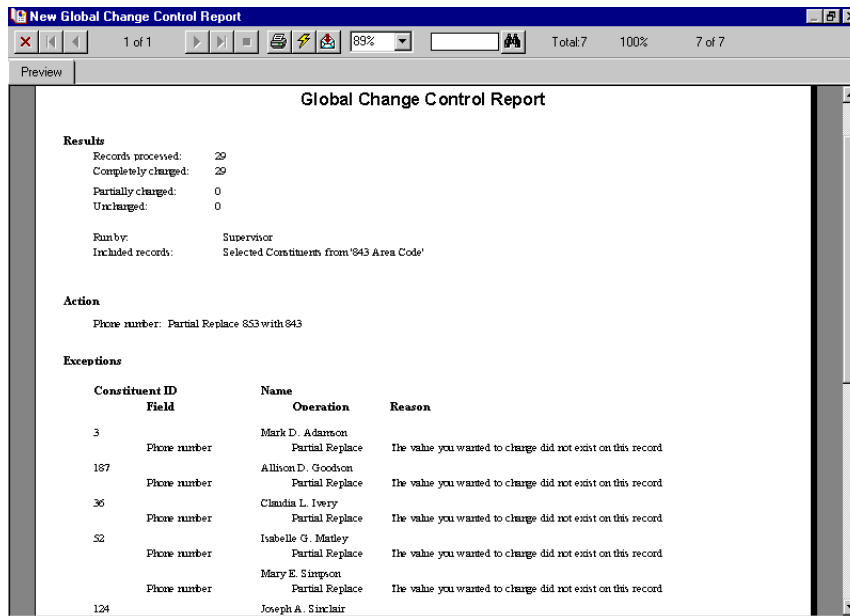 New Global Change Control Report
1 of 1 89% Total:7 100% 7 of 7
Preview
Global Change Control Report
Results
Records processed: 29
Completely changed: 29
Partially changed: 0
Unchanged: 0
Run by: Supervisor
Included records: Selected Constituents from '843 Area Code'
Action
Phone number: Partial Replace 853 with 843
Exceptions
Constituent ID Name
Field Operation Reason
3 Mark D. Adamson
Phone number Partial Replace The value you wanted to change did not exist on this record
187 Allison D. Goodson
Phone number Partial Replace The value you wanted to change did not exist on this record
36 Claudia L. Ivery
Phone number Partial Replace The value you wanted to change did not exist on this record
52 Isabelle G. Matley
Phone number Partial Replace The value you wanted to change did not exist on this record
Mary E. Simpson
Phone number Partial Replace The value you wanted to change did not exist on this record
124 Joseph A. Sinclair